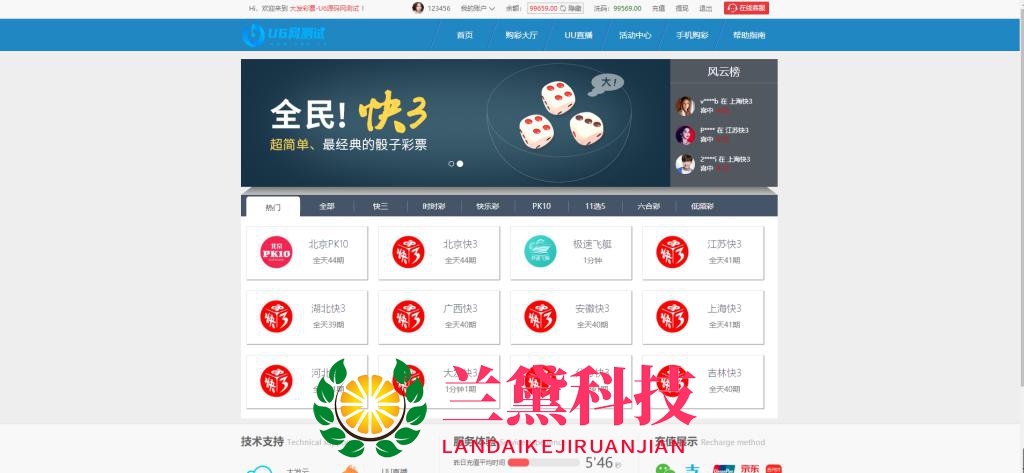 Hi，欢迎来到 大发彩票-U6源码网测试！
123456 我的账户 余额：99659.00 隐藏 洗码：99569.00 充值 提现 退出 在线客服
U6网测试
首页 购彩大厅 UU直播 活动中心 手机购彩 帮助指南
全民！快3
超简单、最经典的骰子彩票
大！
风云榜
v****b 在 上海快3
喜中
p**** 在 江苏快3
喜中
2****i 在 上海快3
喜中
热门 全部 快三 时时彩 快乐彩 PK10 11选5 六合彩 低频彩
北京PK10
全天44期
北京快3
全天44期
极速飞艇
1分钟
江苏快3
全天41期
湖北快3
全天39期
广西快3
全天40期
安徽快3
全天40期
上海快3
全天41期
河北
大发快3
1分钟1期
快3
吉林快3
全天40期
兰黛科技
LANDAIKEJIRUANJIAN
技术支持 Technical
服务体验
充值展示 Recharge method
昨日充值平均时间 5'46 秒
大发云
UU直播
京东